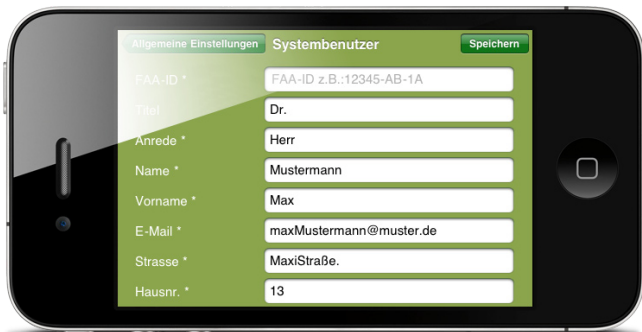 Allgemeine Einstellungen Systembenutzer Speichern
FAA-ID * FAA-ID z.B.:12345-AB-1A
Titel Dr.
Anrede * Herr
Name * Mustermann
Vorname * Max
E-Mail * maxMustermann@muster.de
Strasse * MaxiStraße.
Hausnr. * 13